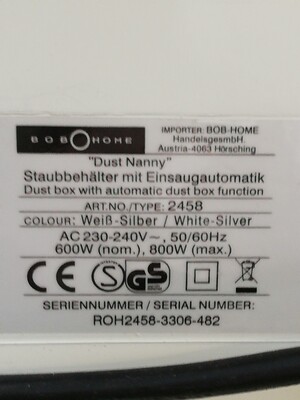 BOB HOME
IMPORTER: BOB-HOME
HandelsgesmbH.
Austria-4063 Hörsching
"Dust Nanny"
Staubbehälter mit Einsaugautomatik
Dust box with automatic dust box function
ART.NO./TYPE: 2458
COLOUR: Weiß-Silber / White-Silver
AC 230-240V~, 50/60Hz
600W (nom.), 800W (max.)
CE S GS
SERIENNUMMER / SERIAL NUMBER:
ROH2458-3306-482